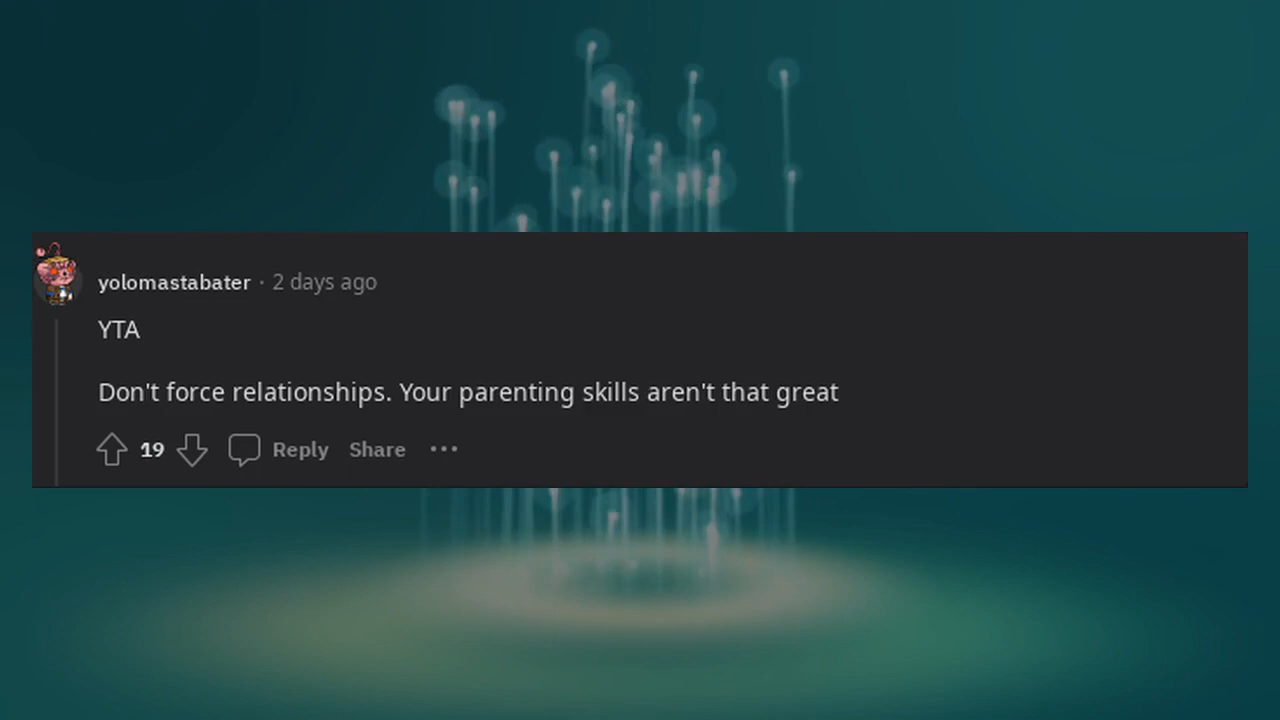 yolomastabater · 2 days ago
YTA
Don't force relationships. Your parenting skills aren't that great
19 Reply Share ···